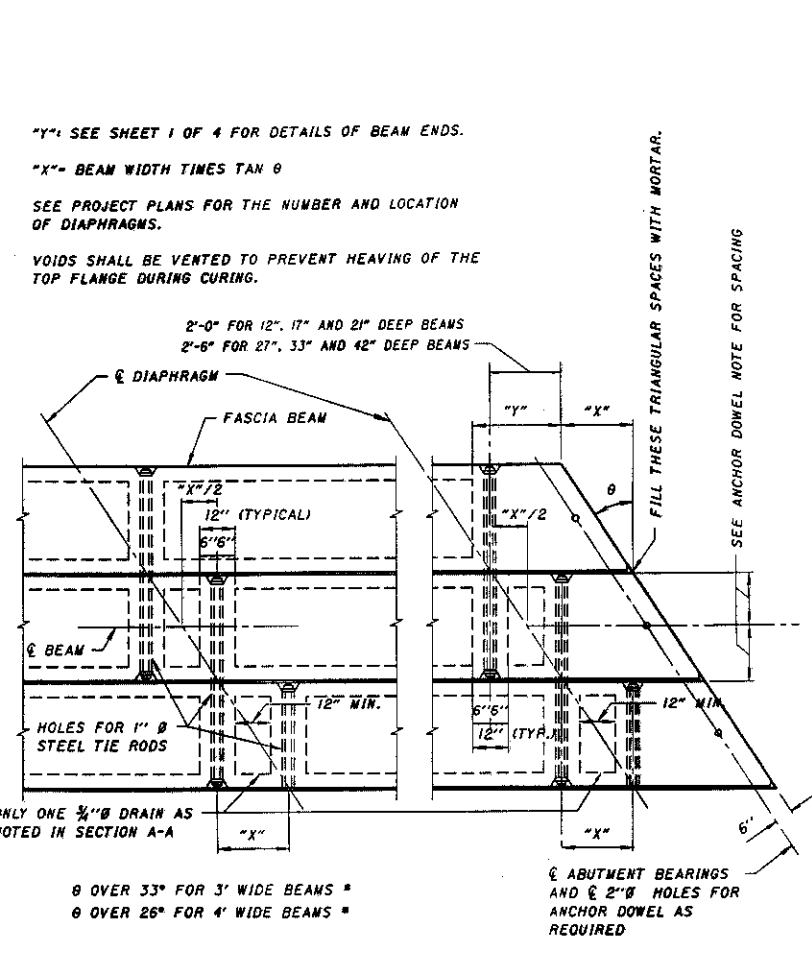 "Y": SEE SHEET 1 OF 4 FOR DETAILS OF BEAM ENDS.
"X"= BEAM WIDTH TIMES TAN θ
SEE PROJECT PLANS FOR THE NUMBER AND LOCATION
OF DIAPHRAGMS.
VOIDS SHALL BE VENTED TO PREVENT HEAVING OF THE
TOP FLANGE DURING CURING.
2'-0" FOR 12", 17" AND 21" DEEP BEAMS
2'-6" FOR 27", 33" AND 42" DEEP BEAMS
℄ DIAPHRAGM
FASCIA BEAM
"Y"
"X"
FILL THESE TRIANGULAR SPACES WITH MORTAR.
SEE ANCHOR DOWEL NOTE FOR SPACING
θ
"X"/2
12" (TYPICAL)
6"6"
"X"/2
℄ BEAM
HOLES FOR 1" Ø
STEEL TIE RODS
12" MIN.
6"6"
12" (TYP.)
12" MIN.
ONLY ONE ¾"Ø DRAIN AS
NOTED IN SECTION A-A
"X"
"X"
6"
θ OVER 33° FOR 3' WIDE BEAMS *
θ OVER 26° FOR 4' WIDE BEAMS *
℄ ABUTMENT BEARINGS
AND ℄ 2"Ø HOLES FOR
ANCHOR DOWEL AS
REQUIRED